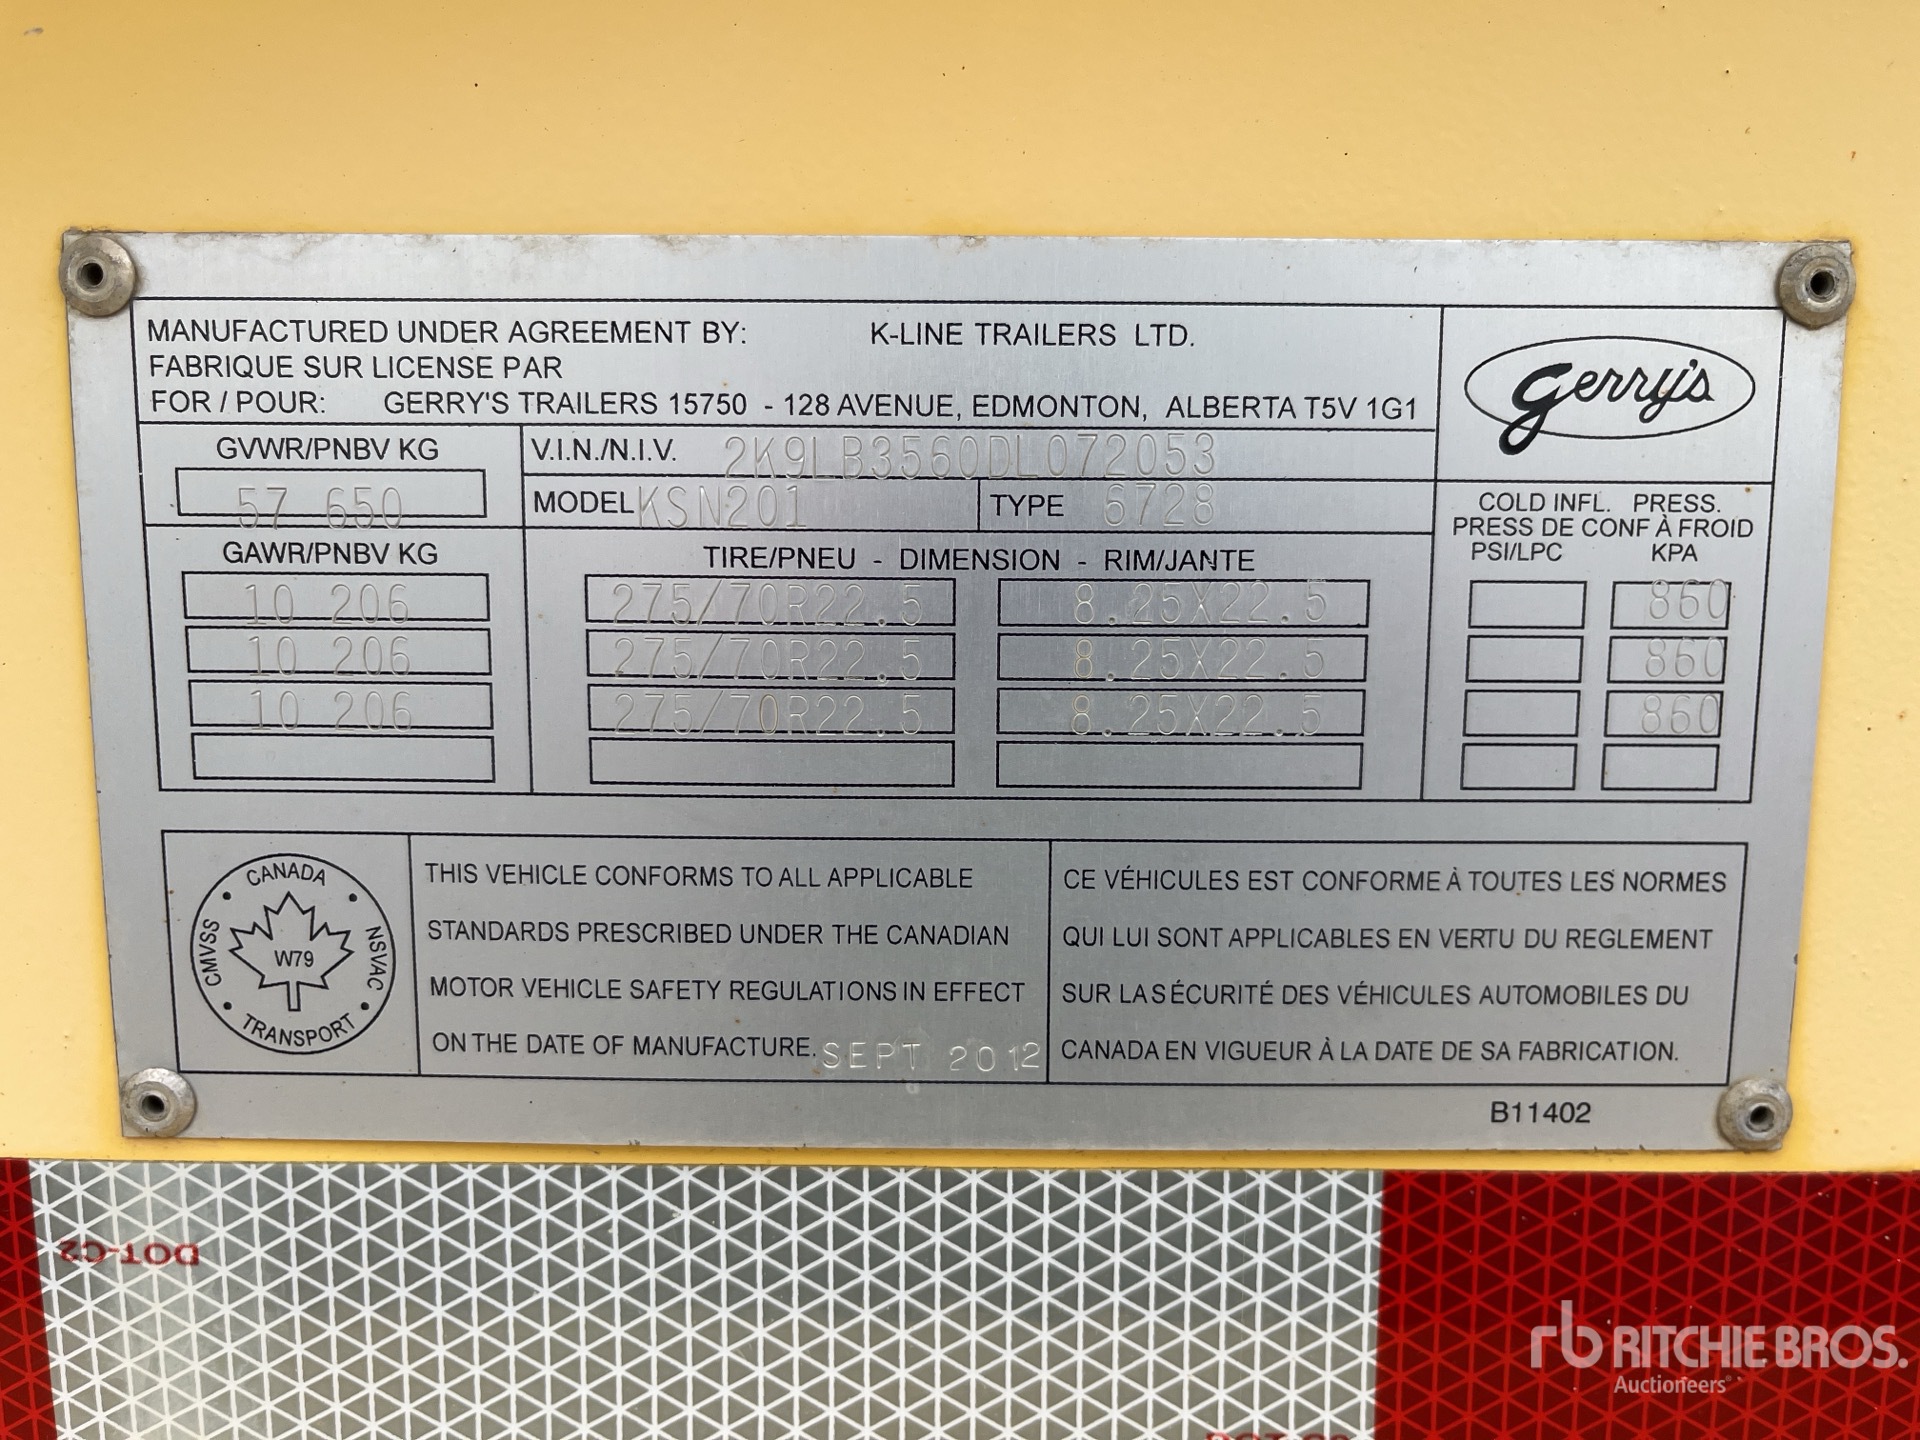 MANUFACTURED UNDER AGREEMENT BY: K-LINE TRAILERS LTD.
FABRIQUE SUR LICENSE PAR
FOR / POUR: GERRY'S TRAILERS 15750 - 128 AVENUE, EDMONTON, ALBERTA T5V 1G1
Gerry's
GVWR/PNBV KG
57 650
V.I.N./N.I.V. 2K9LB3560DL072053
MODEL KSN201 TYPE 6728
COLD INFL. PRESS.
PRESS DE CONF À FROID
PSI/LPC KPA
GAWR/PNBV KG TIRE/PNEU - DIMENSION - RIM/JANTE
10 206 275/70R22.5 8.25X22.5 860
10 206 275/70R22.5 8.25X22.5 860
10 206 275/70R22.5 8.25X22.5 860
CANADA
CMVSS
W79
NSVAC
TRANSPORT
THIS VEHICLE CONFORMS TO ALL APPLICABLE
STANDARDS PRESCRIBED UNDER THE CANADIAN
MOTOR VEHICLE SAFETY REGULATIONS IN EFFECT
ON THE DATE OF MANUFACTURE. SEPT 2012
CE VÉHICULES EST CONFORME À TOUTES LES NORMES
QUI LUI SONT APPLICABLES EN VERTU DU REGLEMENT
SUR LA SÉCURITÉ DES VÉHICULES AUTOMOBILES DU
CANADA EN VIGUEUR À LA DATE DE SA FABRICATION.
B11402
DOT-C2
rb RITCHIE BROS.
Auctioneers